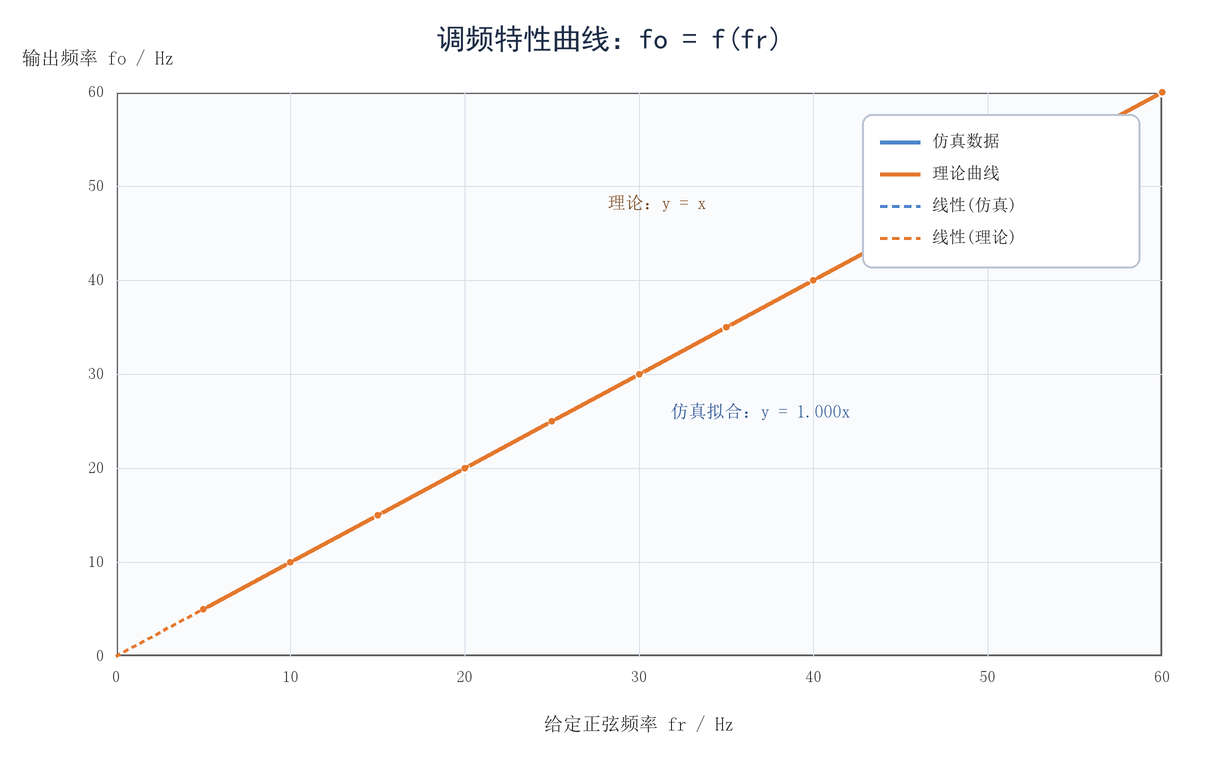 调频特性曲线：fo = f(fr)
输出频率 fo / Hz
60
50
40
30
20
10
0
仿真数据
理论曲线
线性(仿真)
线性(理论)
理论：y = x
仿真拟合：y = 1.000x
0 10 20 30 40 50 60
给定正弦频率 fr / Hz